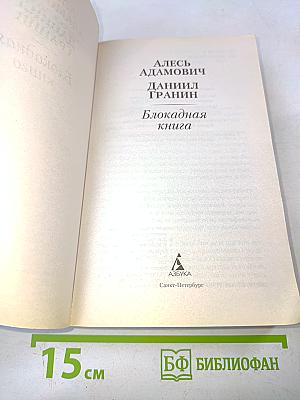 АЛЕСЬ
АДАМОВИЧ
ДАНИИЛ
ГРАНИН
Блокадная
книга
АЗБУКА
Санкт-Петербург
15 см
БФ БИБЛИОФАН